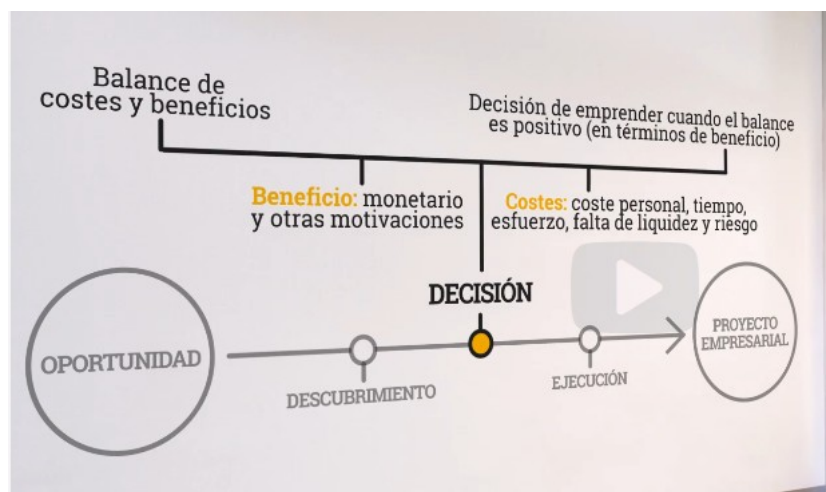 Balance de
costes y beneficios
Decisión de emprender cuando el balance
es positivo (en términos de beneficio)
Beneficio: monetario
y otras motivaciones
Costes: coste personal, tiempo,
esfuerzo, falta de liquidez y riesgo
DECISIÓN
OPORTUNIDAD
DESCUBRIMIENTO
EJECUCIÓN
PROYECTO
EMPRESARIAL